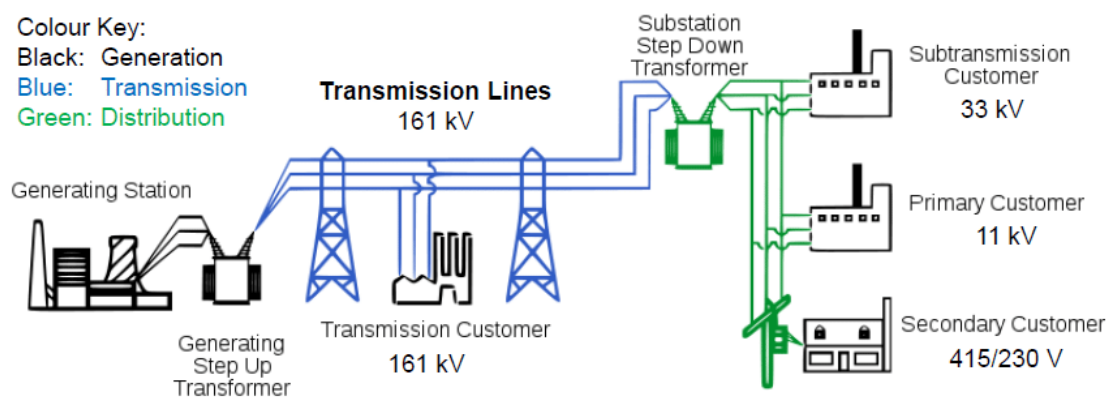 Colour Key:
Black: Generation
Blue: Transmission
Green: Distribution
Transmission Lines
161 kV
Substation
Step Down
Transformer
Subtransmission
Customer
33 kV
Generating Station
Primary Customer
11 kV
Generating
Step Up
Transformer
Transmission Customer
161 kV
Secondary Customer
415/230 V